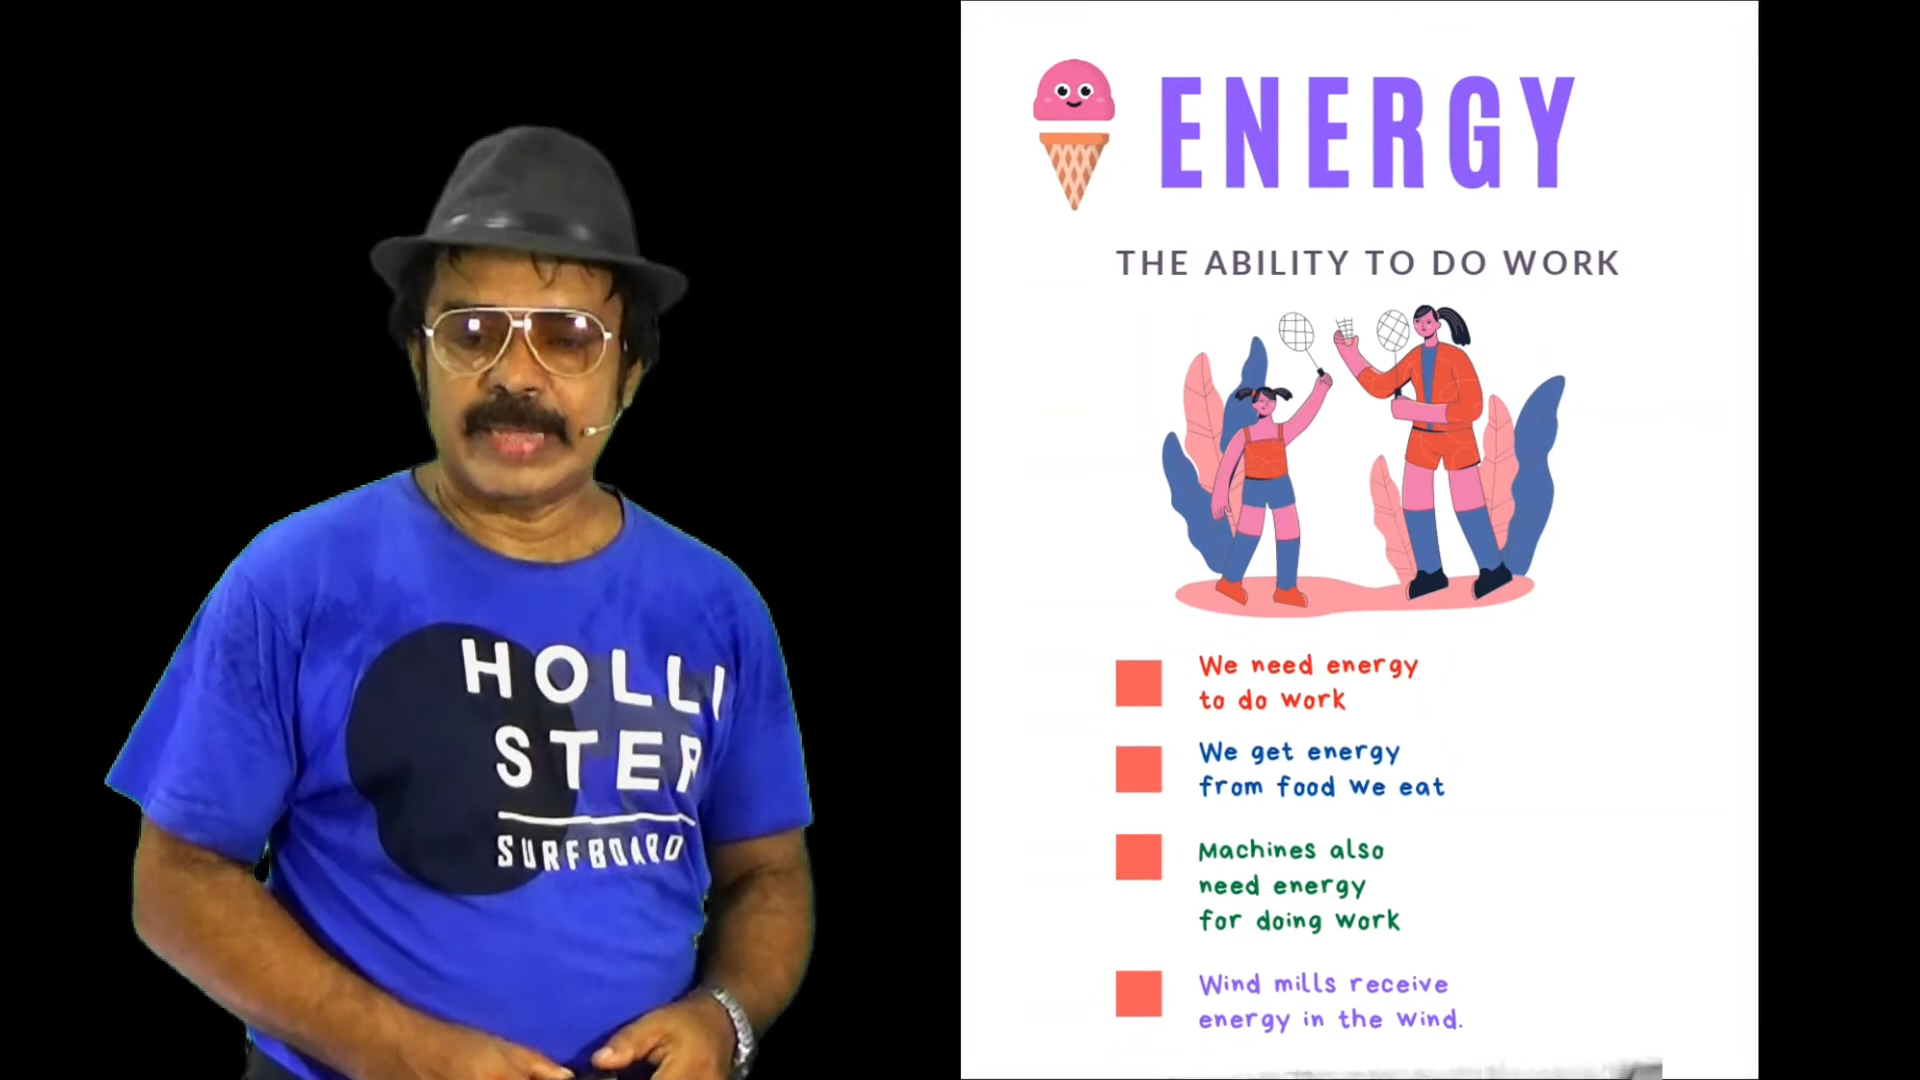 HOLLI
STER
SURFBOARD
ENERGY
THE ABILITY TO DO WORK
We need energy
to do work
We get energy
from food we eat
Machines also
need energy
for doing work
Wind mills receive
energy in the wind.